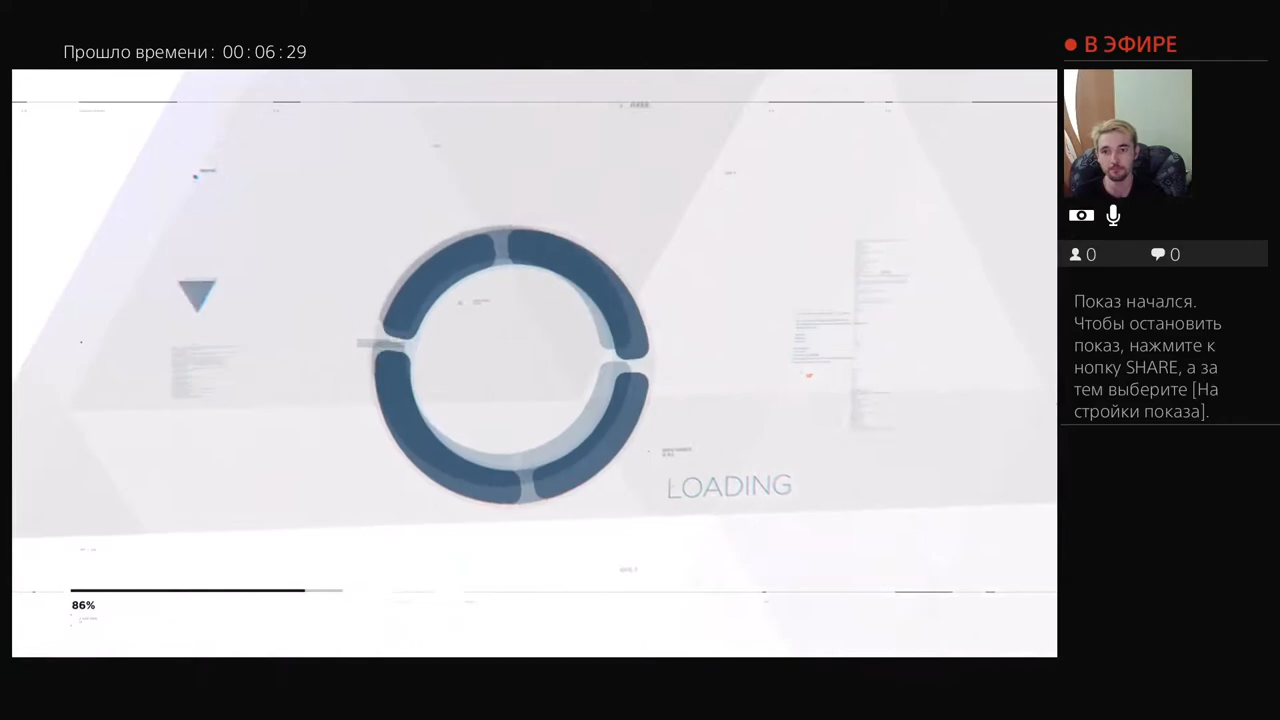 Прошло времени: 00:06:29
В ЭФИРЕ
0 0
Показ начался.
Чтобы остановить
показ, нажмите к
нопку SHARE, а за
тем выберите [На
стройки показа].
LOADING
86%